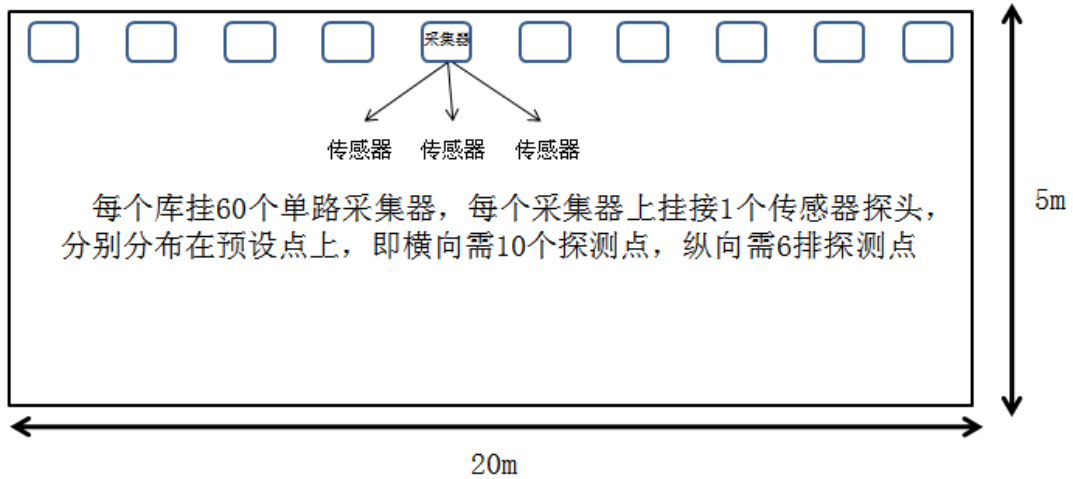 采集器
传感器 传感器 传感器
每个库挂60个单路采集器，每个采集器上挂接1个传感器探头，
分别分布在预设点上，即横向需10个探测点，纵向需6排探测点
5m
20m